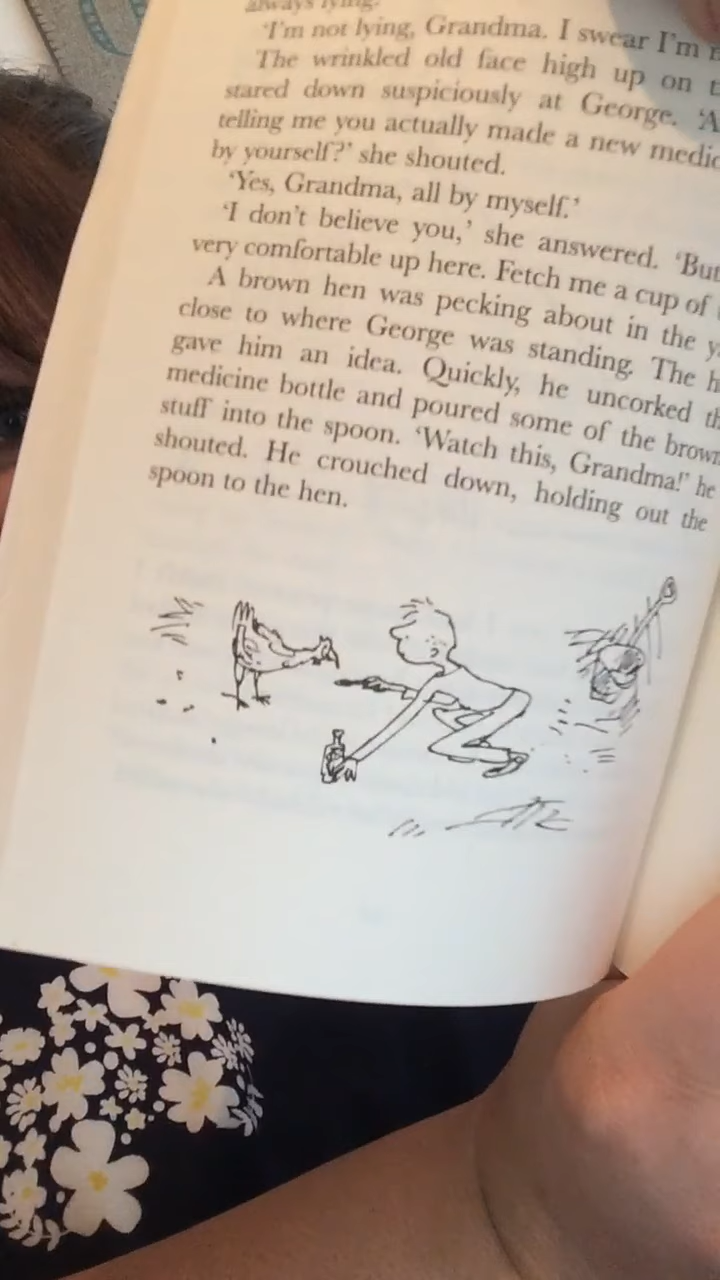 always lying.'
'I'm not lying, Grandma. I swear I'm
The wrinkled old face high up on
stared down suspiciously at George.
telling me you actually made a new
by yourself?' she shouted.
'Yes, Grandma, all by myself.'
'I don't believe you,' she answered. 'But
very comfortable up here. Fetch me a cup of
A brown hen was pecking about in the
close to where George was standing. The
gave him an idea. Quickly, he uncorked
medicine bottle and poured some of the brown
stuff into the spoon. 'Watch this, Grandma!' he
shouted. He crouched down, holding out the
spoon to the hen.